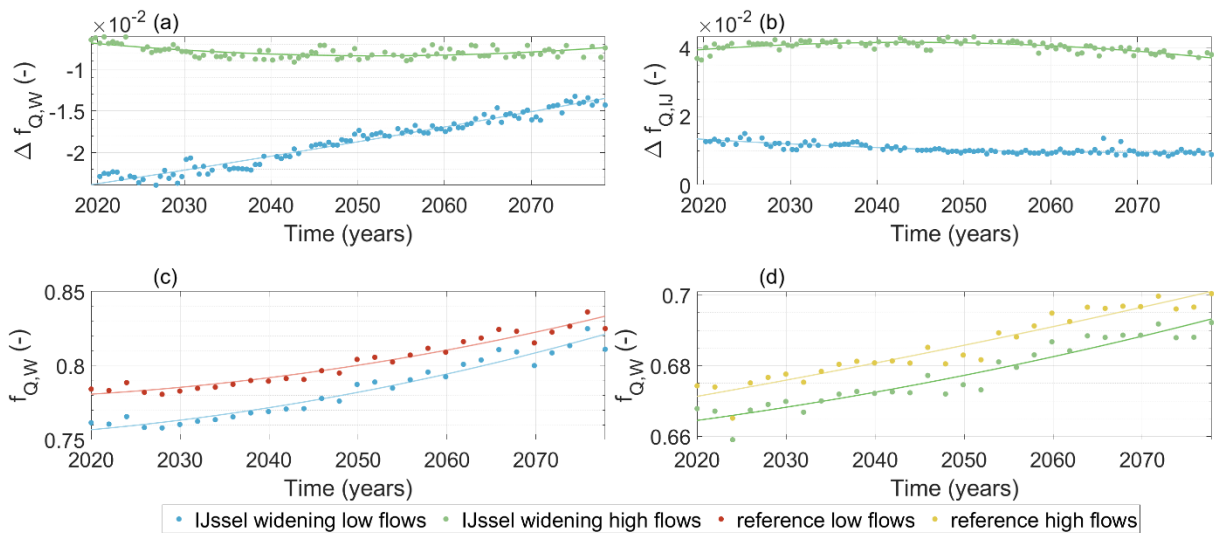 ×10⁻² (a)
-1
-1.5
-2
Δ f_Q,W (-)
2020 2030 2040 2050 2060 2070
Time (years)
×10⁻² (b)
4
2
0
Δ f_Q,IJ (-)
2020 2030 2040 2050 2060 2070
Time (years)
(c)
0.85
0.8
0.75
f_Q,W (-)
2020 2030 2040 2050 2060 2070
Time (years)
(d)
0.7
0.68
0.66
f_Q,W (-)
2020 2030 2040 2050 2060 2070
Time (years)
IJssel widening low flows IJssel widening high flows reference low flows reference high flows